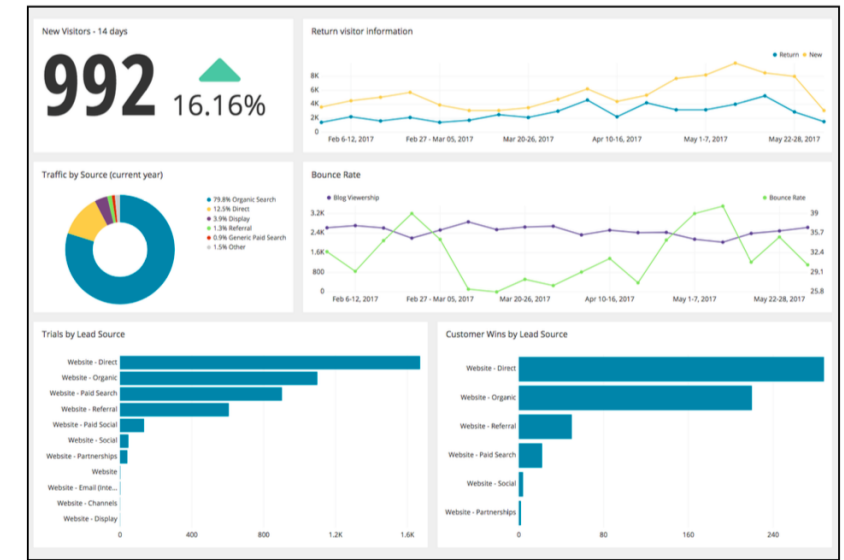 New Visitors - 14 days
992
16.16%
Return visitor information
Return New
8K
6K
4K
2K
0
Feb 6-12, 2017 Feb 27 - Mar 05, 2017 Mar 20-26, 2017 Apr 10-16, 2017 May 1-7, 2017 May 22-28, 2017
Traffic by Source (current year)
79.8% Organic Search
12.5% Direct
3.9% Display
1.3% Referral
0.9% Generic Paid Search
1.5% Other
Bounce Rate
Blog Viewership Bounce Rate
3.2K 39
2.4K 35.7
1.6K 32.4
800 29.1
0 25.8
Feb 6-12, 2017 Feb 27 - Mar 05, 2017 Mar 20-26, 2017 Apr 10-16, 2017 May 1-7, 2017 May 22-28, 2017
Trials by Lead Source
Website - Direct
Website - Organic
Website - Paid Search
Website - Referral
Website - Paid Social
Website - Social
Website - Partnerships
Website
Website - Email (Inte...
Website - Channels
Website - Display
0 400 800 1.2K 1.6K
Customer Wins by Lead Source
Website - Direct
Website - Organic
Website - Referral
Website - Paid Search
Website - Social
Website - Partnerships
0 80 160 240